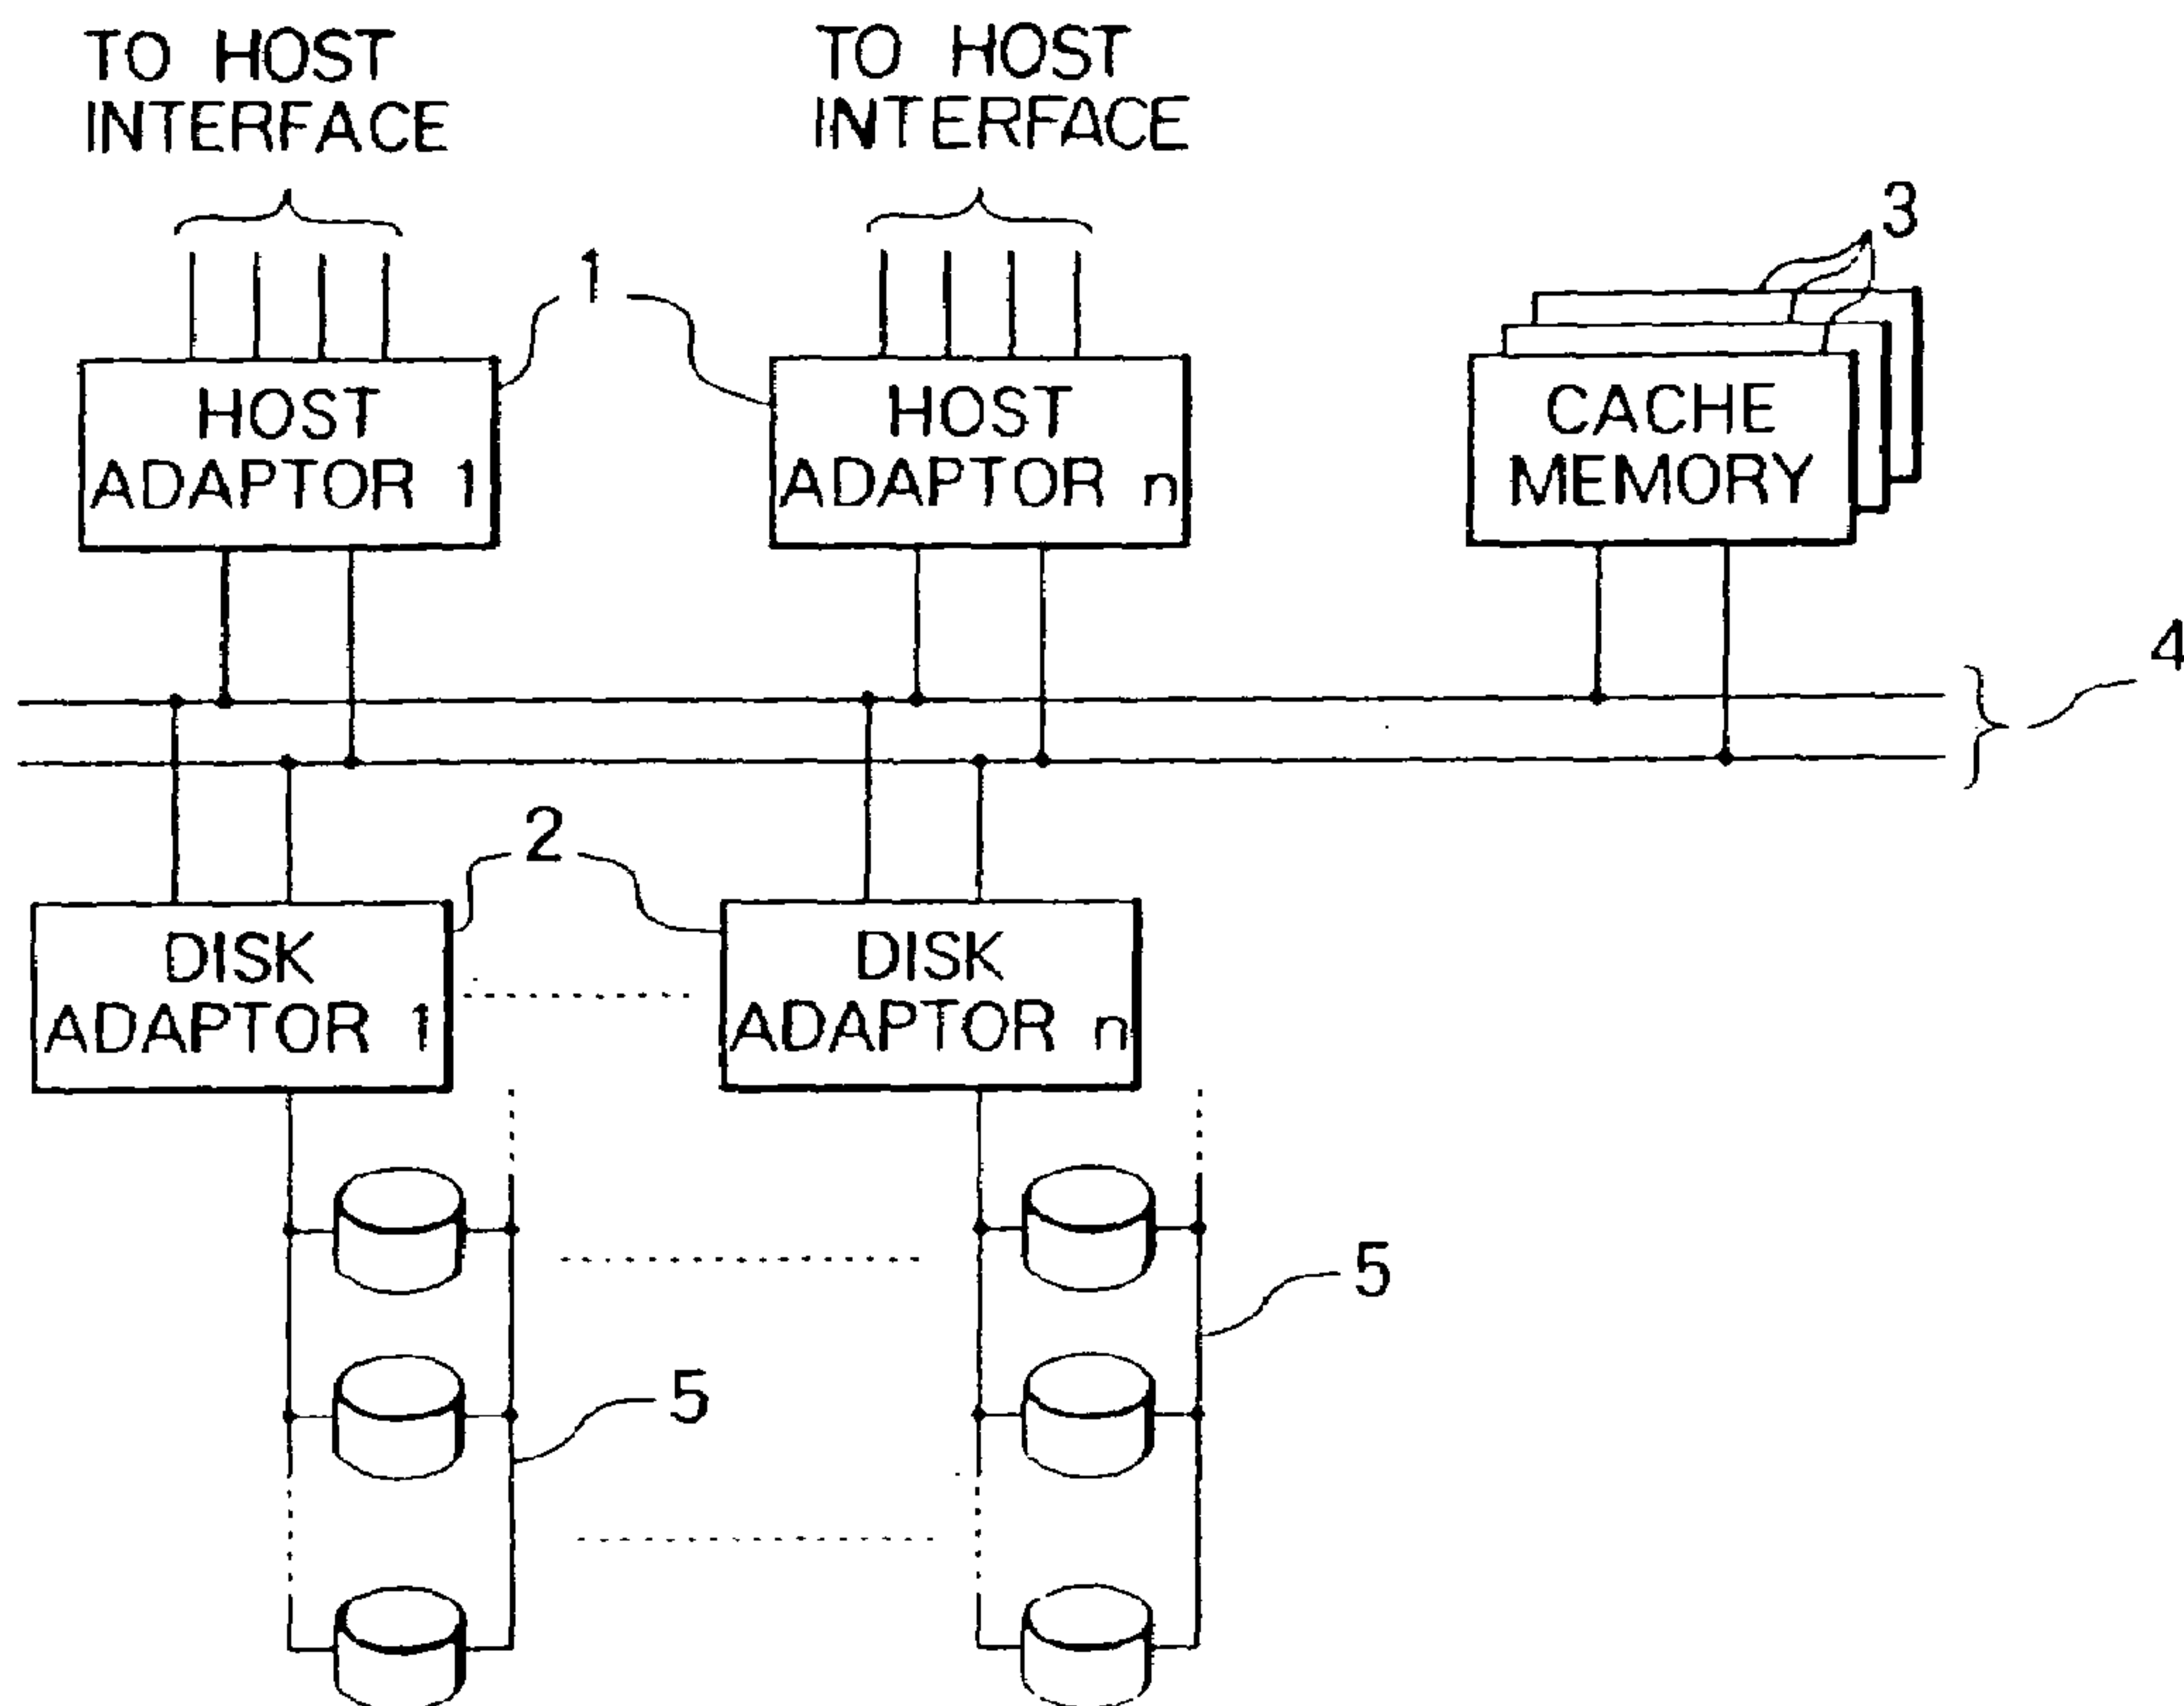 TO HOST
INTERFACE
TO HOST
INTERFACE
3
1
HOST
ADAPTOR 1
HOST
ADAPTOR n
CACHE
MEMORY
4
2
DISK
ADAPTOR 1
DISK
ADAPTOR n
5
5